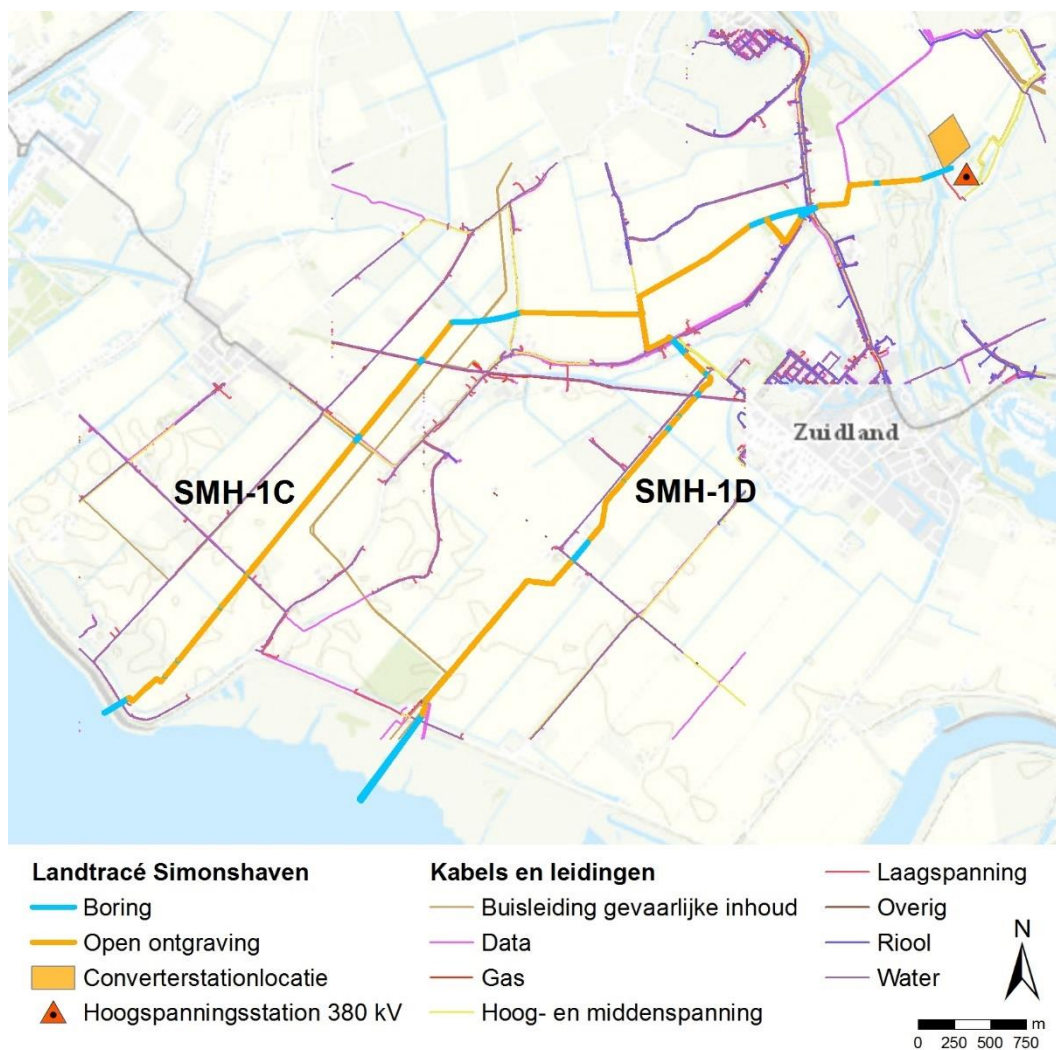 Zuidland
SMH-1C
SMH-1D
Landtracé Simonshaven
Boring
Open ontgraving
Converterstationlocatie
Hoogspanningsstation 380 kV
Kabels en leidingen
Buisleiding gevaarlijke inhoud
Data
Gas
Hoog- en middenspanning
Laagspanning
Overig
Riool
Water
N
m
0 250 500 750